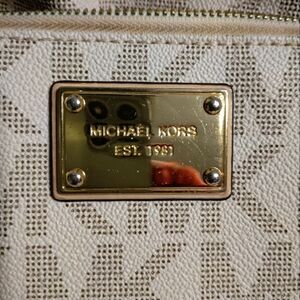 MICHAEL KORS
EST. 1981